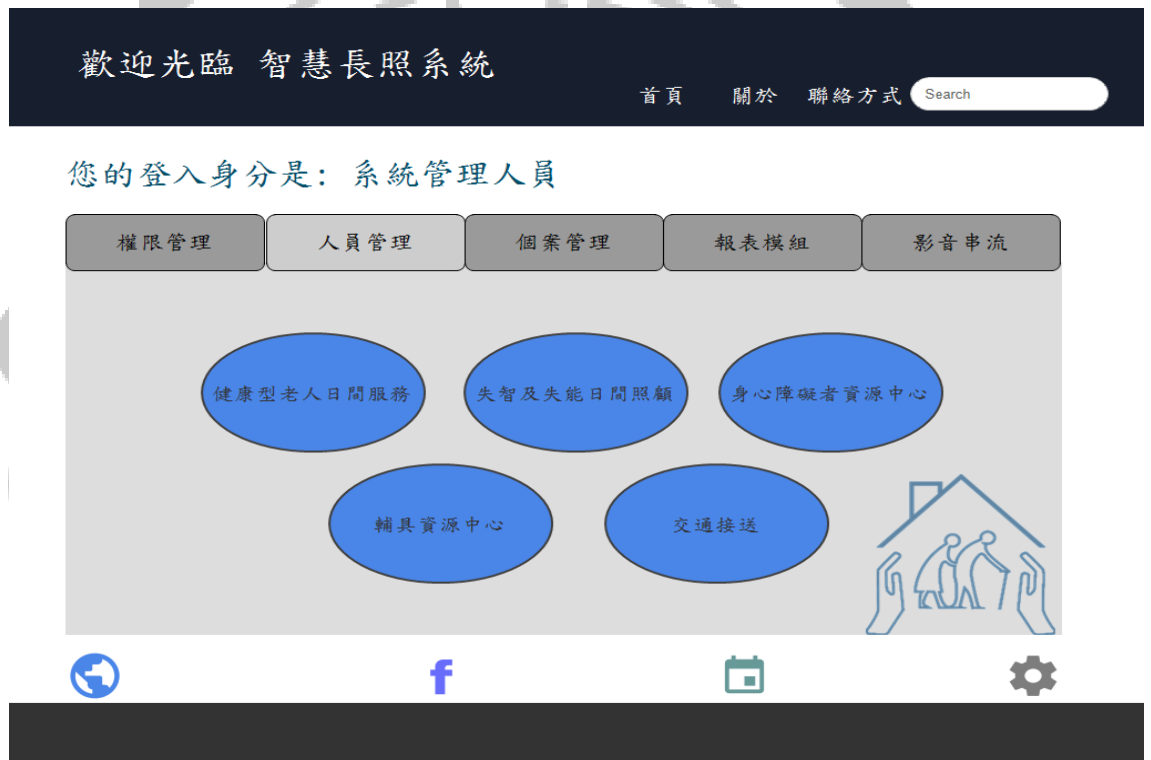 歡迎光臨 智慧長照系統
首頁 關於 聯絡方式 Search
您的登入身分是: 系統管理人員
權限管理 人員管理 個案管理 報表模組 影音串流
健康型老人日間服務 失智及失能日間照顧 身心障礙者資源中心
輔具資源中心 交通接送
f